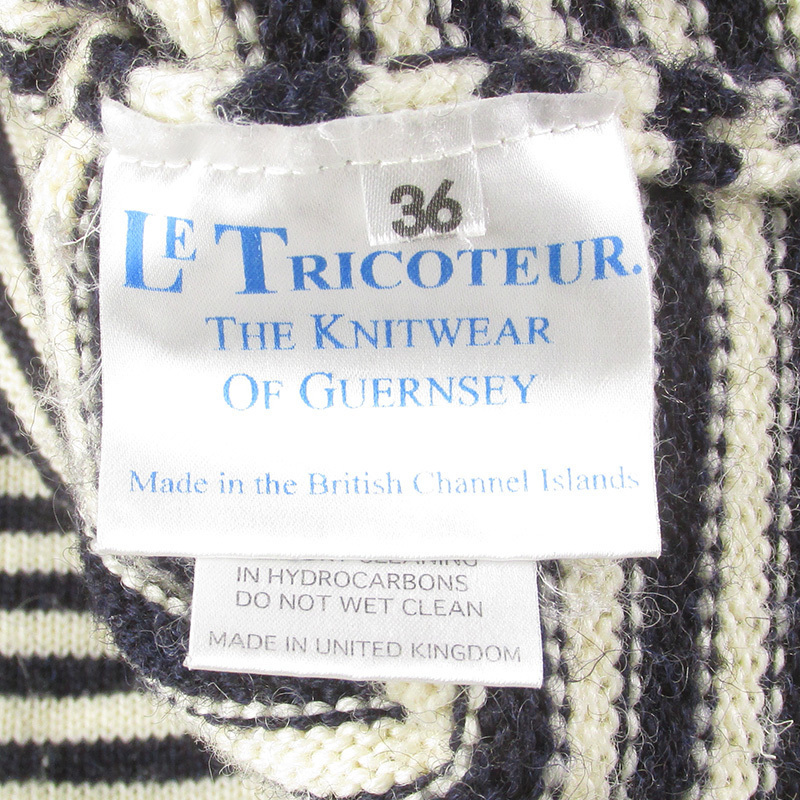 36
LE TRICOTEUR.
THE KNITWEAR
OF GUERNSEY
Made in the British Channel Islands
CLEANING
IN HYDROCARBONS
DO NOT WET CLEAN
MADE IN UNITED KINGDOM